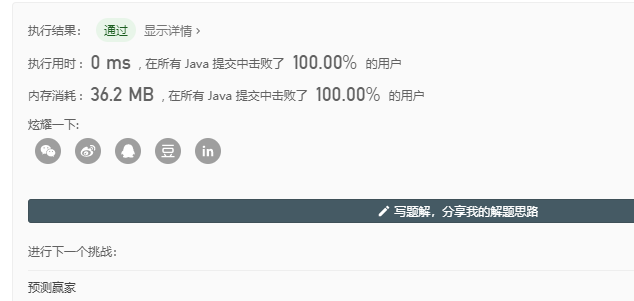 执行结果： 通过 显示详情 ›
执行用时： 0 ms ，在所有 Java 提交中击败了 100.00% 的用户
内存消耗： 36.2 MB ，在所有 Java 提交中击败了 100.00% 的用户
炫耀一下:
豆 in
写题解，分享我的解题思路
进行下一个挑战：
预测赢家